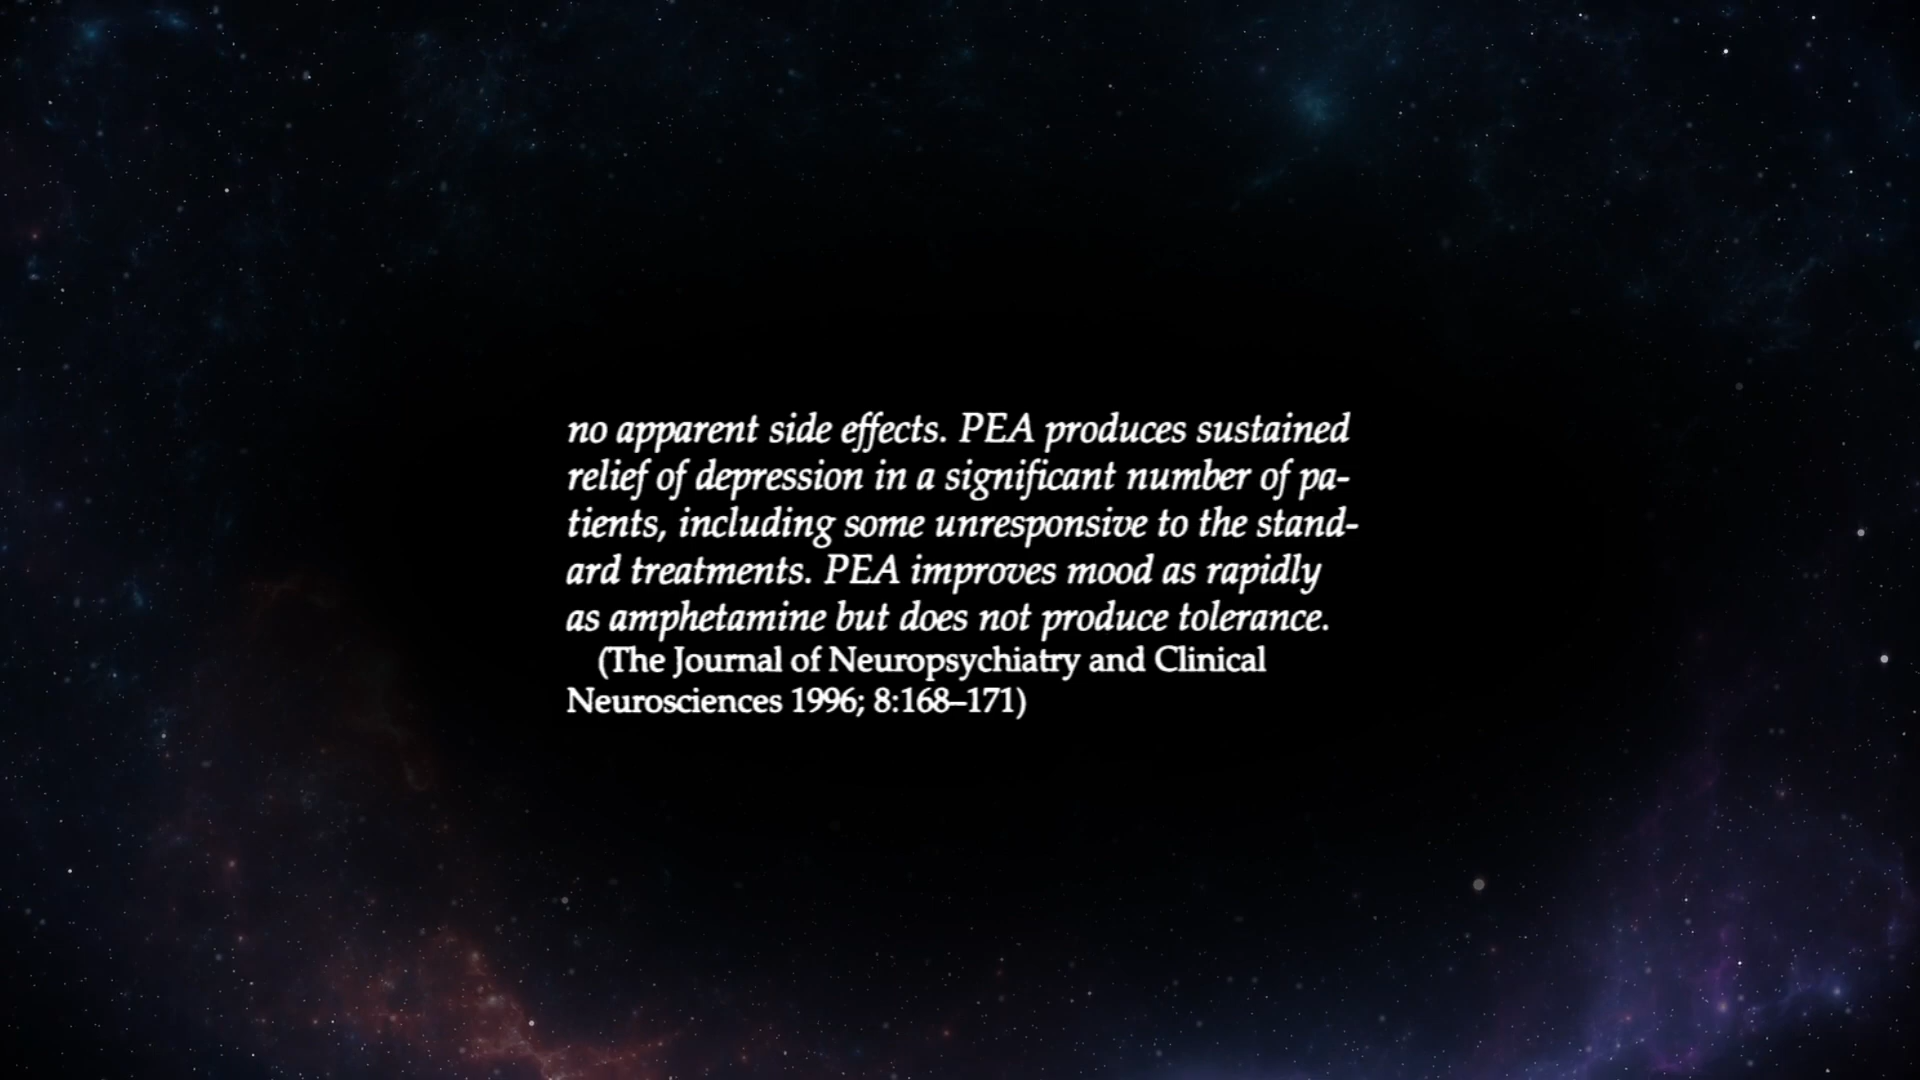 no apparent side effects. PEA produces sustained
relief of depression in a significant number of pa-
tients, including some unresponsive to the stand-
ard treatments. PEA improves mood as rapidly
as amphetamine but does not produce tolerance.
(The Journal of Neuropsychiatry and Clinical
Neurosciences 1996; 8:168–171)